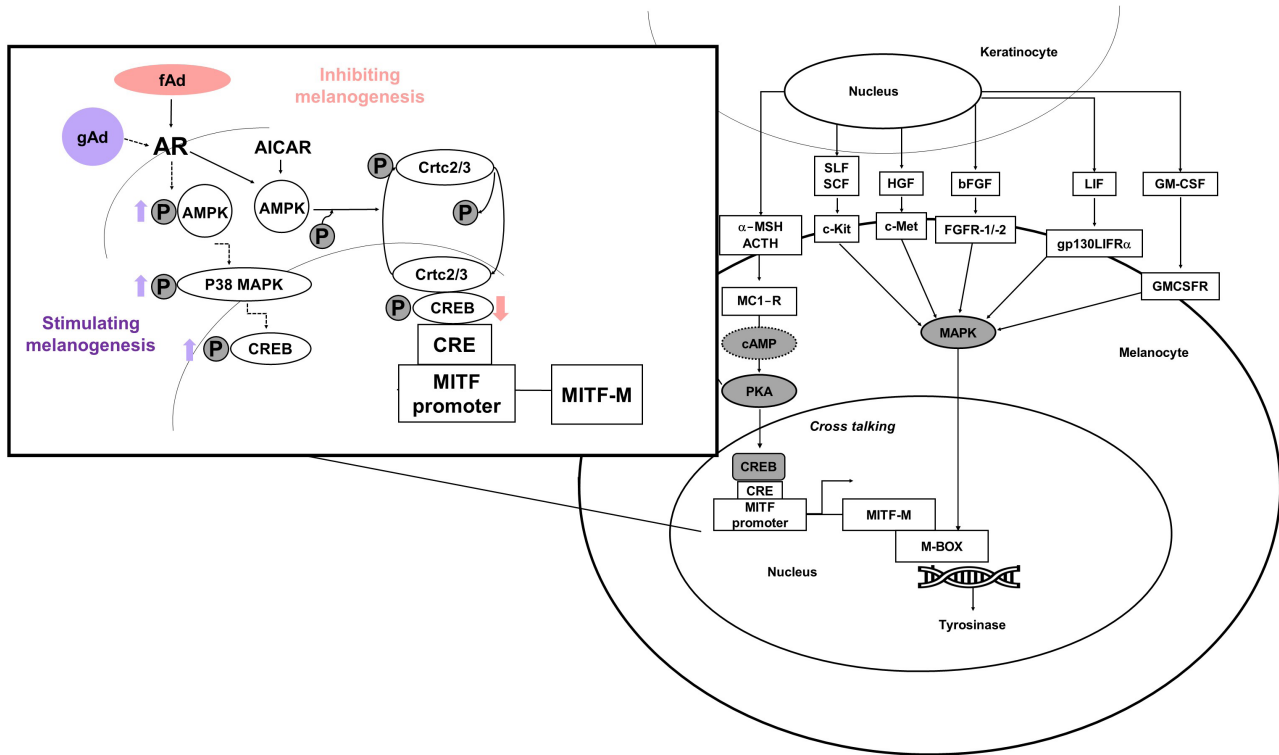 fAd
Inhibiting
melanogenesis
gAd
AR
AICAR
P
Crtc2/3
P
AMPK
AMPK
P
P
P
P38 MAPK
Crtc2/3
P
CREB
Stimulating
melanogenesis
P
CREB
CRE
MITF
promoter
MITF-M
Keratinocyte
Nucleus
SLF
SCF
HGF
bFGF
LIF
GM-CSF
α−MSH
ACTH
c-Kit
c-Met
FGFR-1/-2
gp130LIFRα
MC1−R
GMCSFR
cAMP
MAPK
Melanocyte
PKA
Cross talking
CREB
CRE
MITF
promoter
MITF-M
M-BOX
Nucleus
Tyrosinase